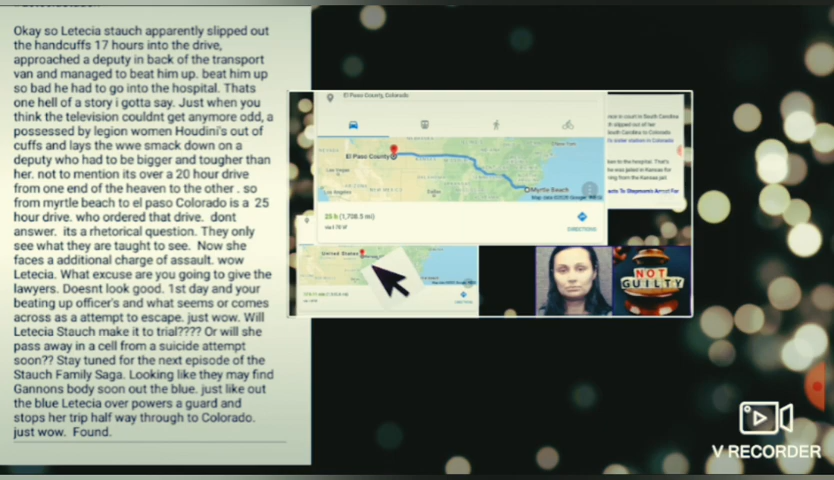 Okay so Letecia stauch apparently slipped out
the handcuffs 17 hours into the drive,
approached a deputy in back of the transport
van and managed to beat him up. beat him up
so bad he had to go into the hospital. Thats
one hell of a story i gotta say. Just when you
think the television couldnt get anymore odd, a
possessed by legion women Houdini's out of
cuffs and lays the wwe smack down on a
deputy who had to be bigger and tougher than
her. not to mention its over a 20 hour drive
from one end of the heaven to the other . so
from myrtle beach to el paso Colorado is a 25
hour drive. who ordered that drive. dont
answer. its a rhetorical question. They only
see what they are taught to see. Now she
faces a additional charge of assault. wow
Letecia. What excuse are you going to give the
lawyers. Doesnt look good. 1st day and your
beating up officer's and what seems or comes
across as a attempt to escape. just wow. Will
Letecia Stauch make it to trial???? Or will she
pass away in a cell from a suicide attempt
soon?? Stay tuned for the next episode of the
Stauch Family Saga. Looking like they may find
Gannons body soon out the blue. just like out
the blue Letecia over powers a guard and
stops her trip half way through to Colorado.
just wow. Found.
El Paso County, Colorado
El Paso County
Myrtle Beach
Los Angeles
Dallas
25 h (1,708.5 mi)
DIRECTIONS
United States
NOT
GUILTY
V RECORDER